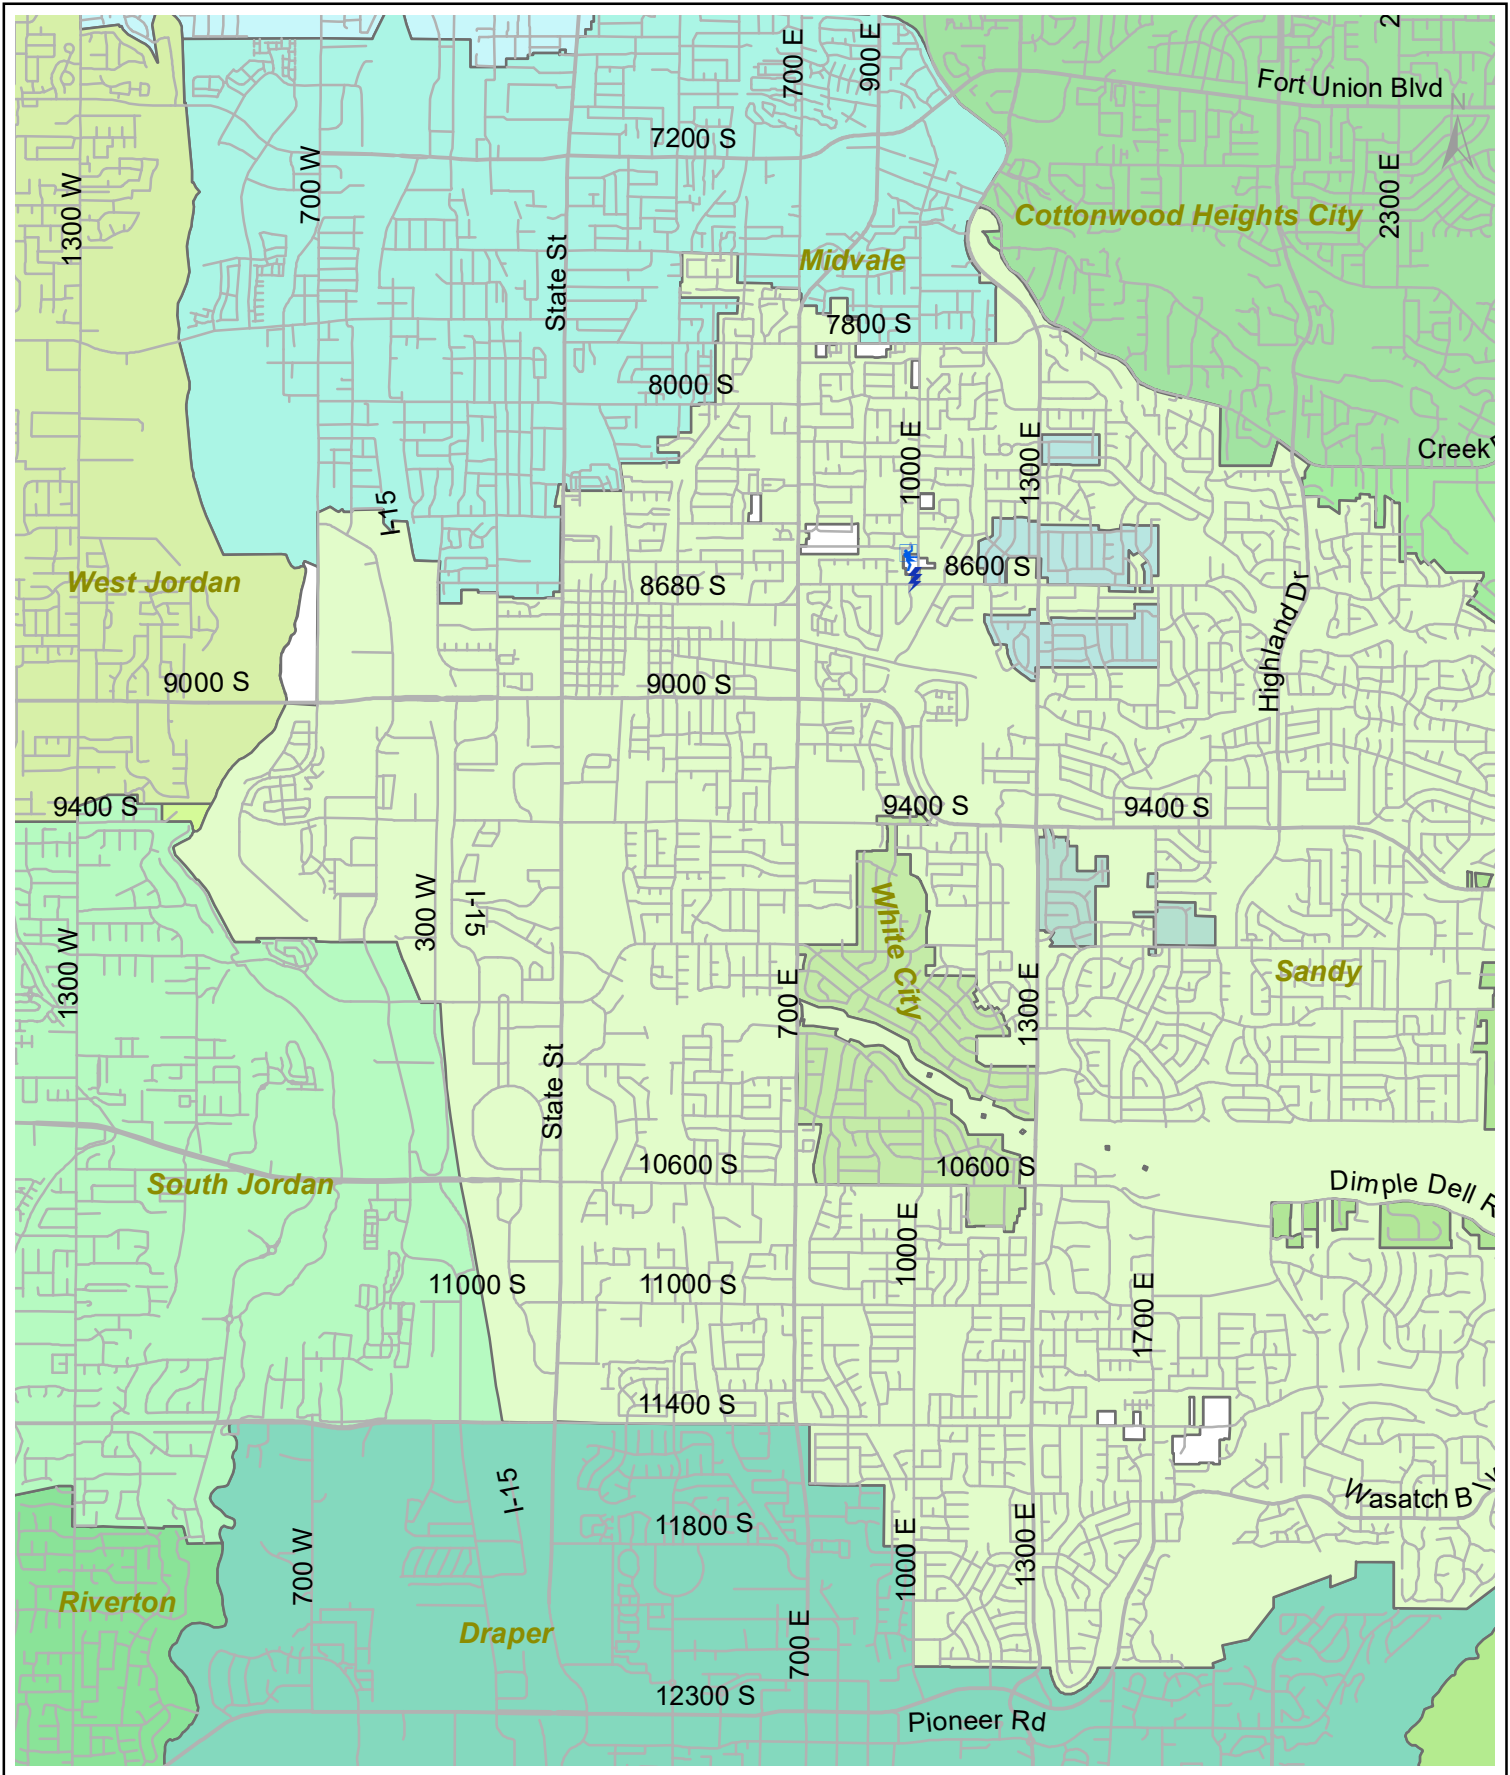 2
700 E
900 E
Fort Union Blvd
N
7200 S
1300 W
700 W
2300 E
Cottonwood Heights City
State St
Midvale
7800 S
8000 S
1000 E
1300 E
Creek
I-15
West Jordan
8680 S
8600 S
Highland Dr
9000 S
9000 S
9400 S
9400 S
9400 S
300 W
I-15
White City
1300 W
700 E
1300 E
Sandy
State St
South Jordan
10600 S
10600 S
Dimple Dell R
1000 E
11000 S
11000 S
1700 E
11400 S
I-15
Wasatch B
11800 S
700 W
1000 E
1300 E
Riverton
Draper
700 E
12300 S
Pioneer Rd